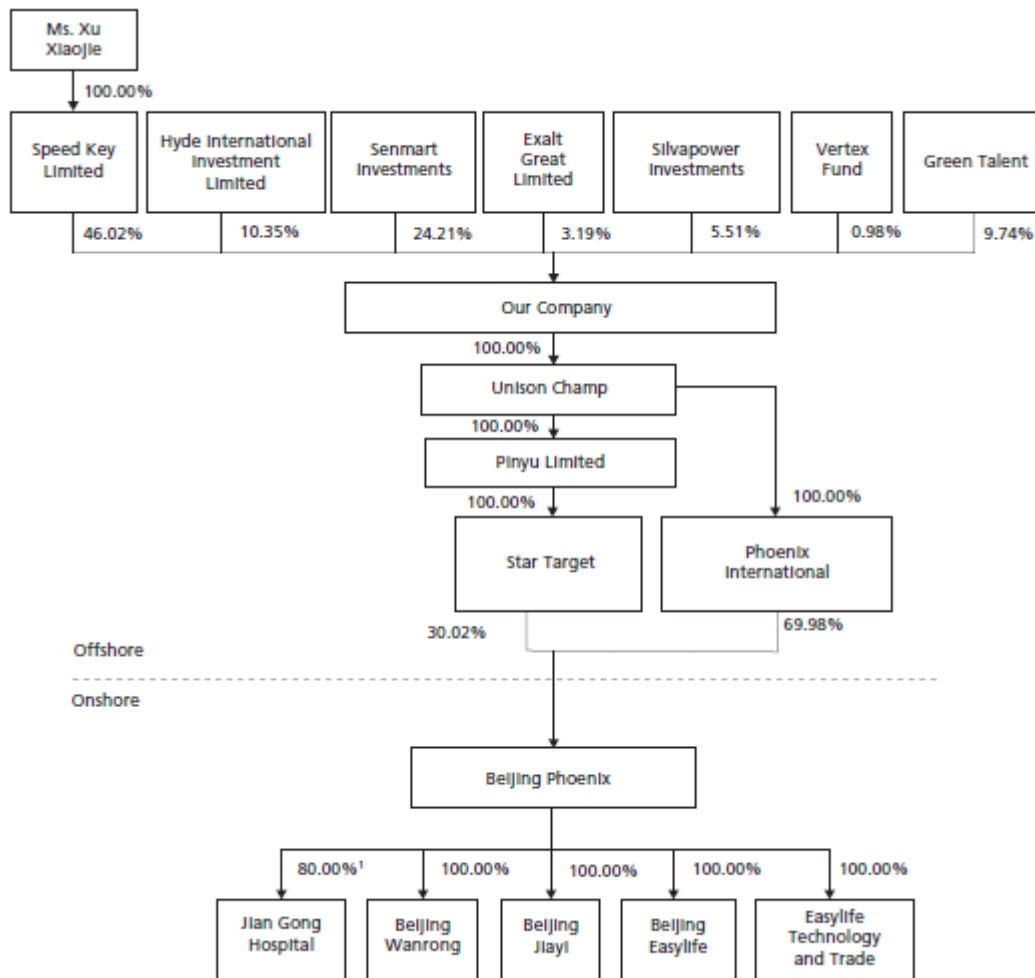 Ms. Xu
Xiaojie
100.00%
Speed Key
Limited
Hyde International
Investment
Limited
Senmart
Investments
Exalt
Great
Limited
Silvapower
Investments
Vertex
Fund
Green Talent
46.02%
10.35%
24.21%
3.19%
5.51%
0.98%
9.74%
Our Company
100.00%
Unison Champ
100.00%
Pinyu Limited
100.00%
100.00%
Star Target
Phoenix
International
30.02%
69.98%
Offshore
Onshore
Beijing Phoenix
80.00%¹
100.00%
100.00%
100.00%
100.00%
Jian Gong
Hospital
Beijing
Wanrong
Beijing
Jiayi
Beijing
Easylife
Easylife
Technology
and Trade